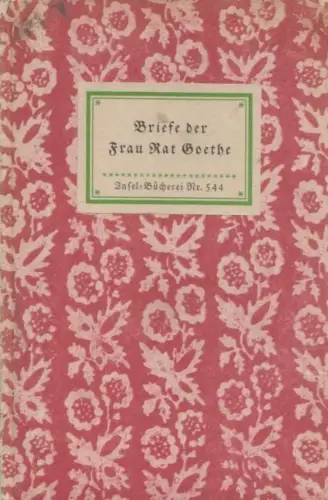 Briefe der
Frau Rat Goethe
Insel-Bücherei Nr. 544